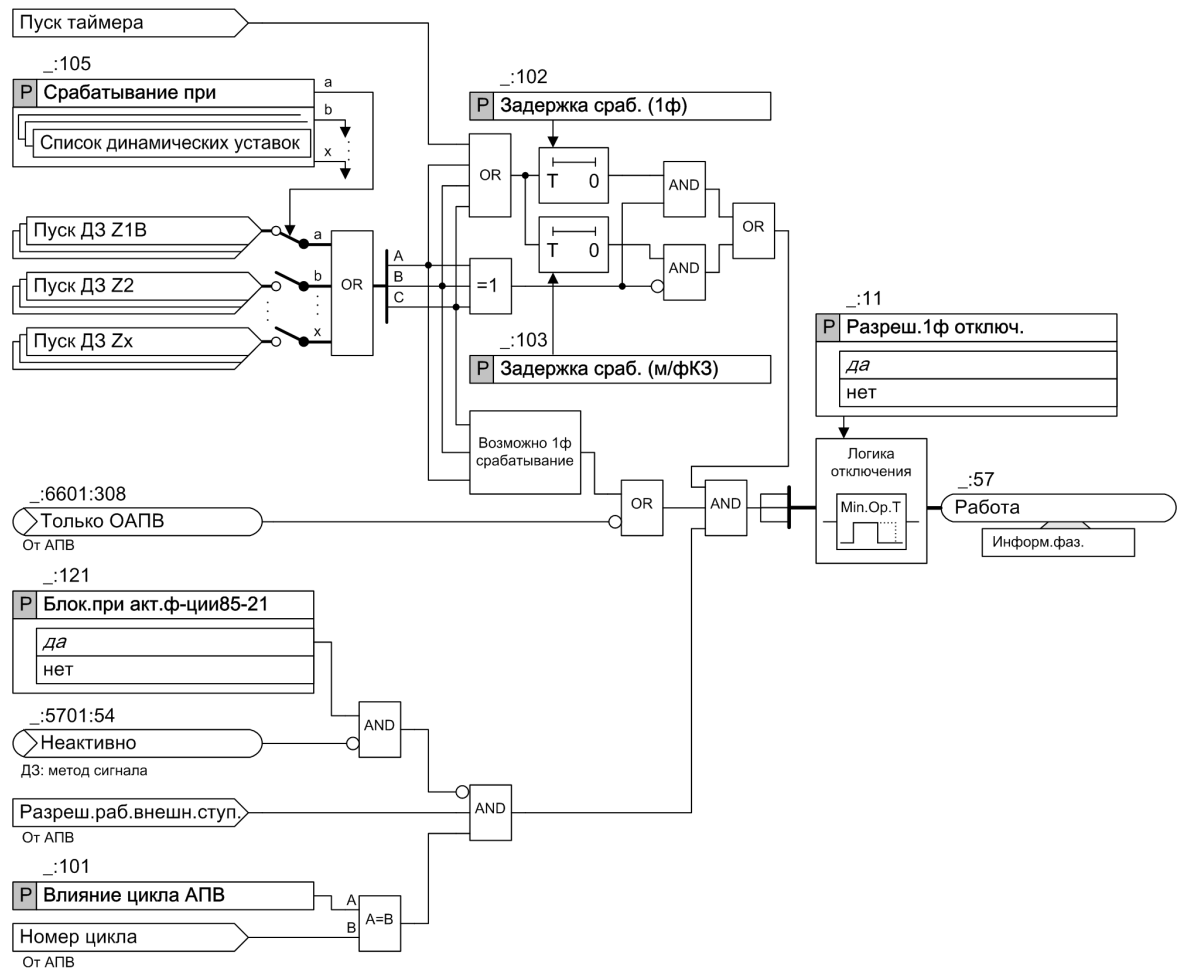 Пуск таймера
_:105
P Срабатывание при
Список динамических уставок
a
b
x
_:102
P Задержка сраб. (1ф)
OR
T 0
T 0
AND
AND
OR
Пуск ДЗ Z1B
a
Пуск ДЗ Z2
b
Пуск ДЗ Zx
x
OR
A
B
C
=1
_:103
P Задержка сраб. (м/фКЗ)
_:11
P Разреш.1ф отключ.
да
нет
Возможно 1ф
срабатывание
Логика
отключения
Min.Op.T
_:57
Работа
Информ.фаз.
_:6601:308
Только ОАПВ
От АПВ
OR
AND
_:121
P Блок.при акт.ф-ции85-21
да
нет
_:5701:54
Неактивно
ДЗ: метод сигнала
AND
Разреш.раб.внешн.ступ.
От АПВ
AND
_:101
P Влияние цикла АПВ
A
B
A=B
Номер цикла
От АПВ